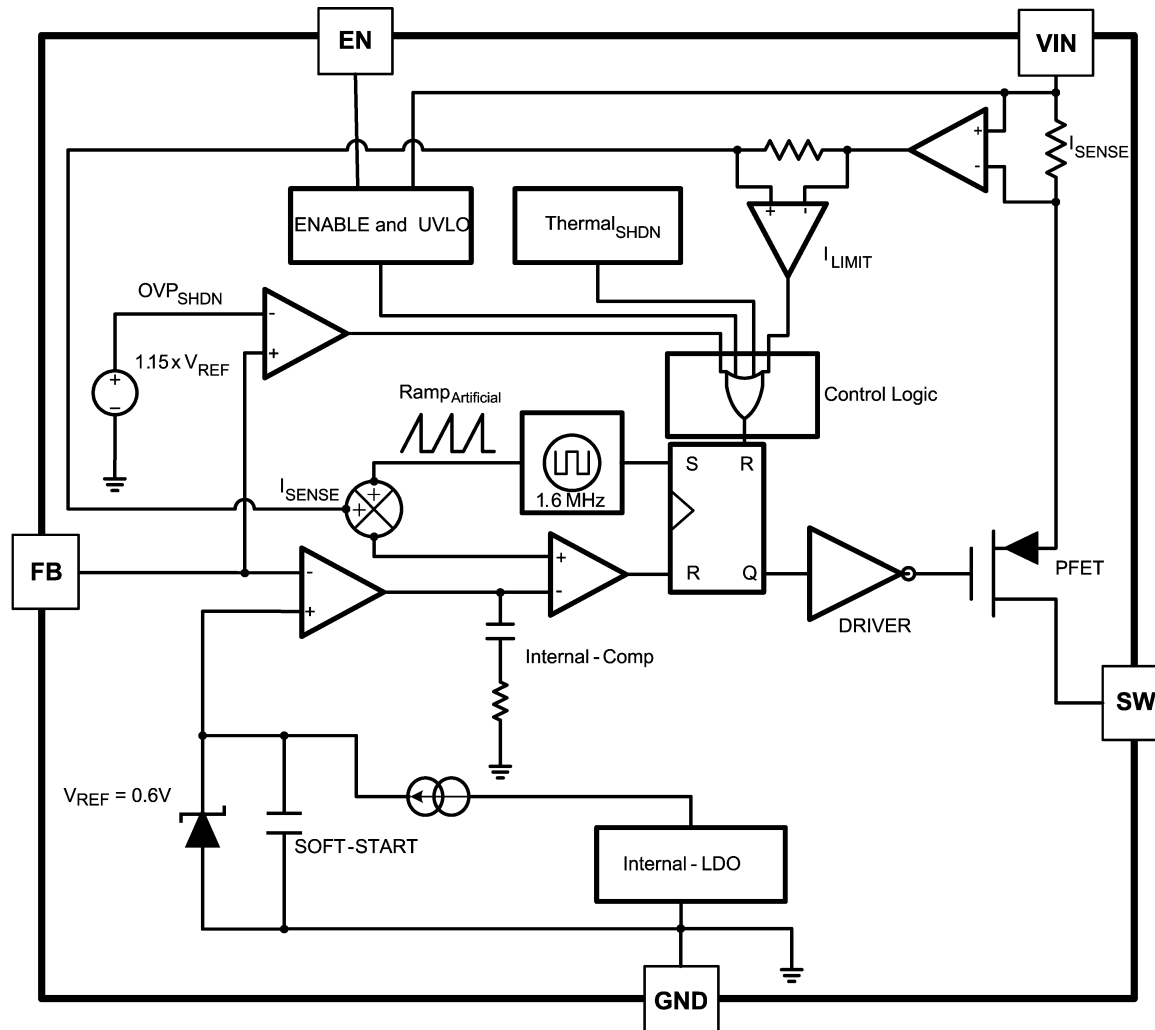 EN
VIN
I SENSE
+
-
ENABLE and UVLO
Thermal SHDN
+ -
I LIMIT
OVP SHDN
-
+
1.15 x V REF
+
−
Control Logic
Ramp Artificial
1.6 MHz
S R
I SENSE
+
+
FB
-
+
+
-
R Q
DRIVER
PFET
Internal - Comp
SW
V REF = 0.6V
SOFT-START
Internal - LDO
GND